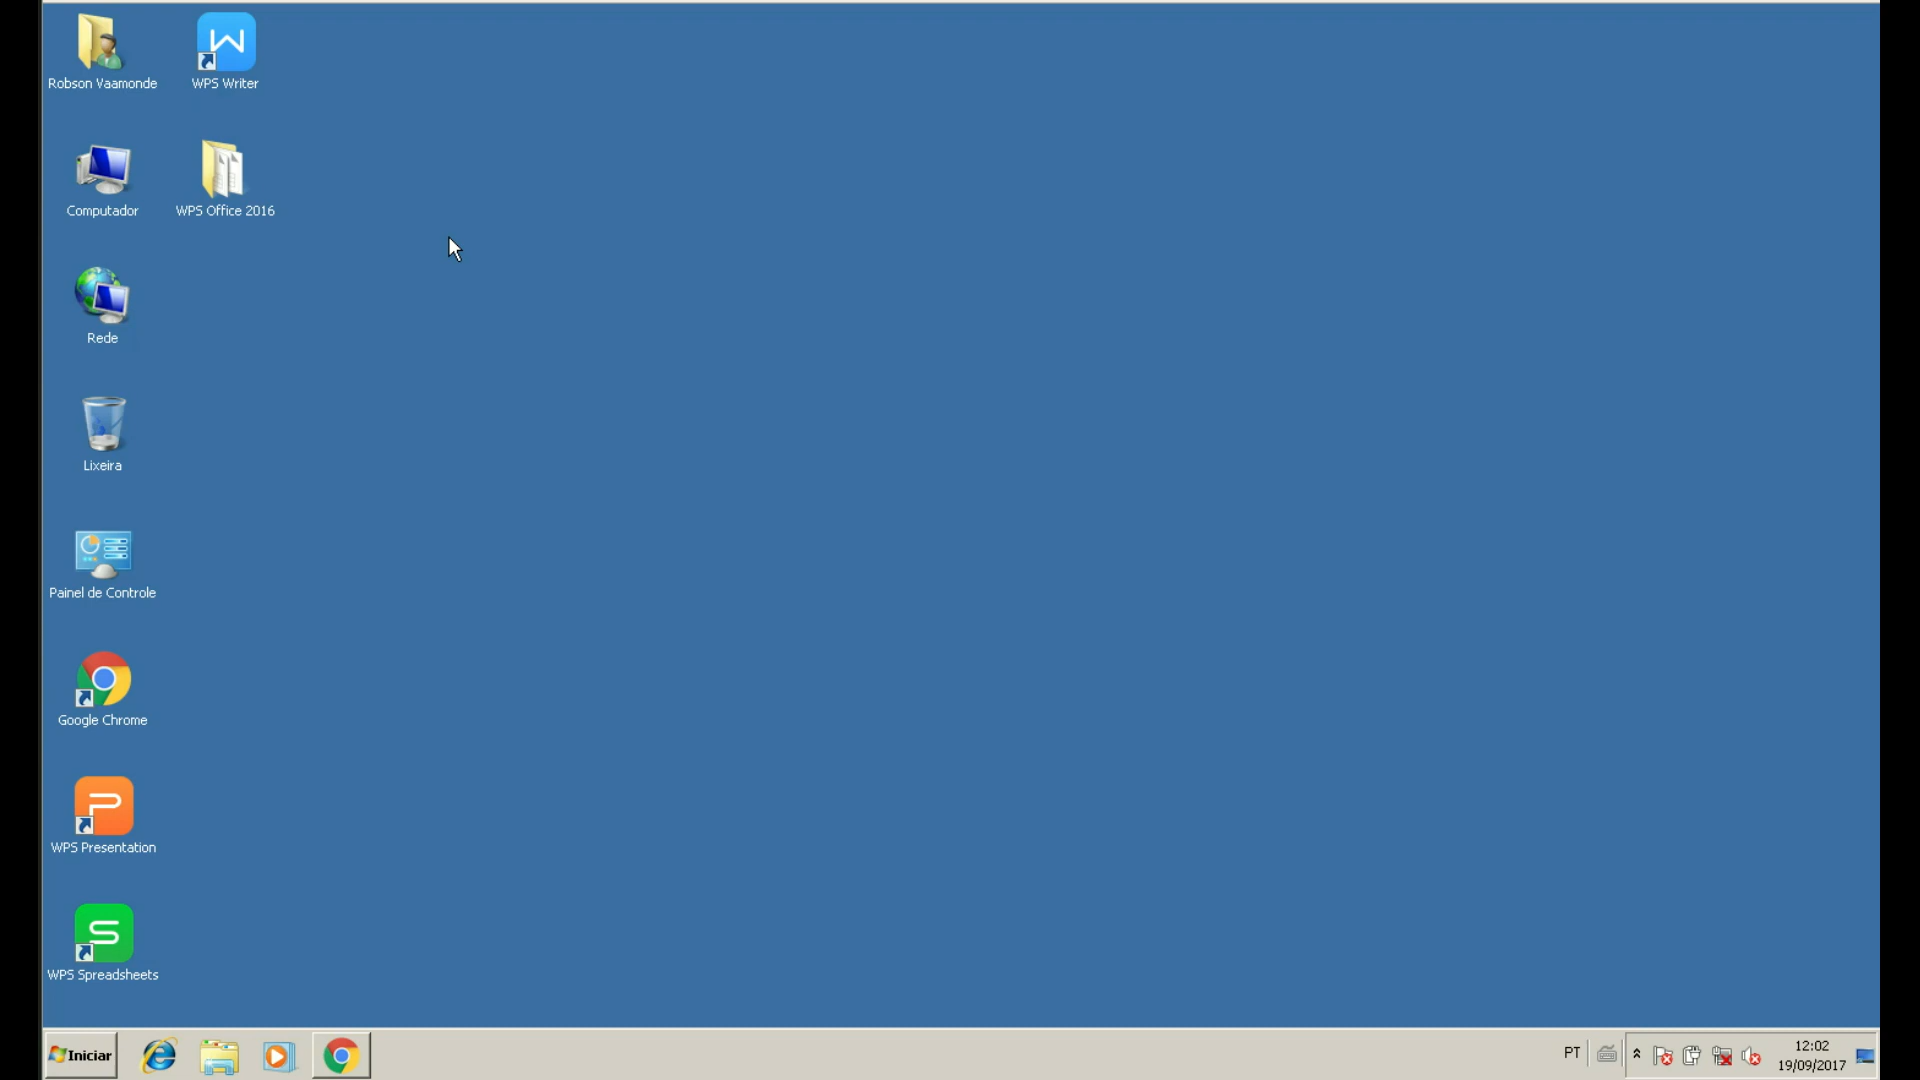 Robson Vaamonde
WPS Writer
Computador
WPS Office 2016
Rede
Lixeira
Painel de Controle
Google Chrome
WPS Presentation
WPS Spreadsheets
Iniciar
PT
12:02
19/09/2017